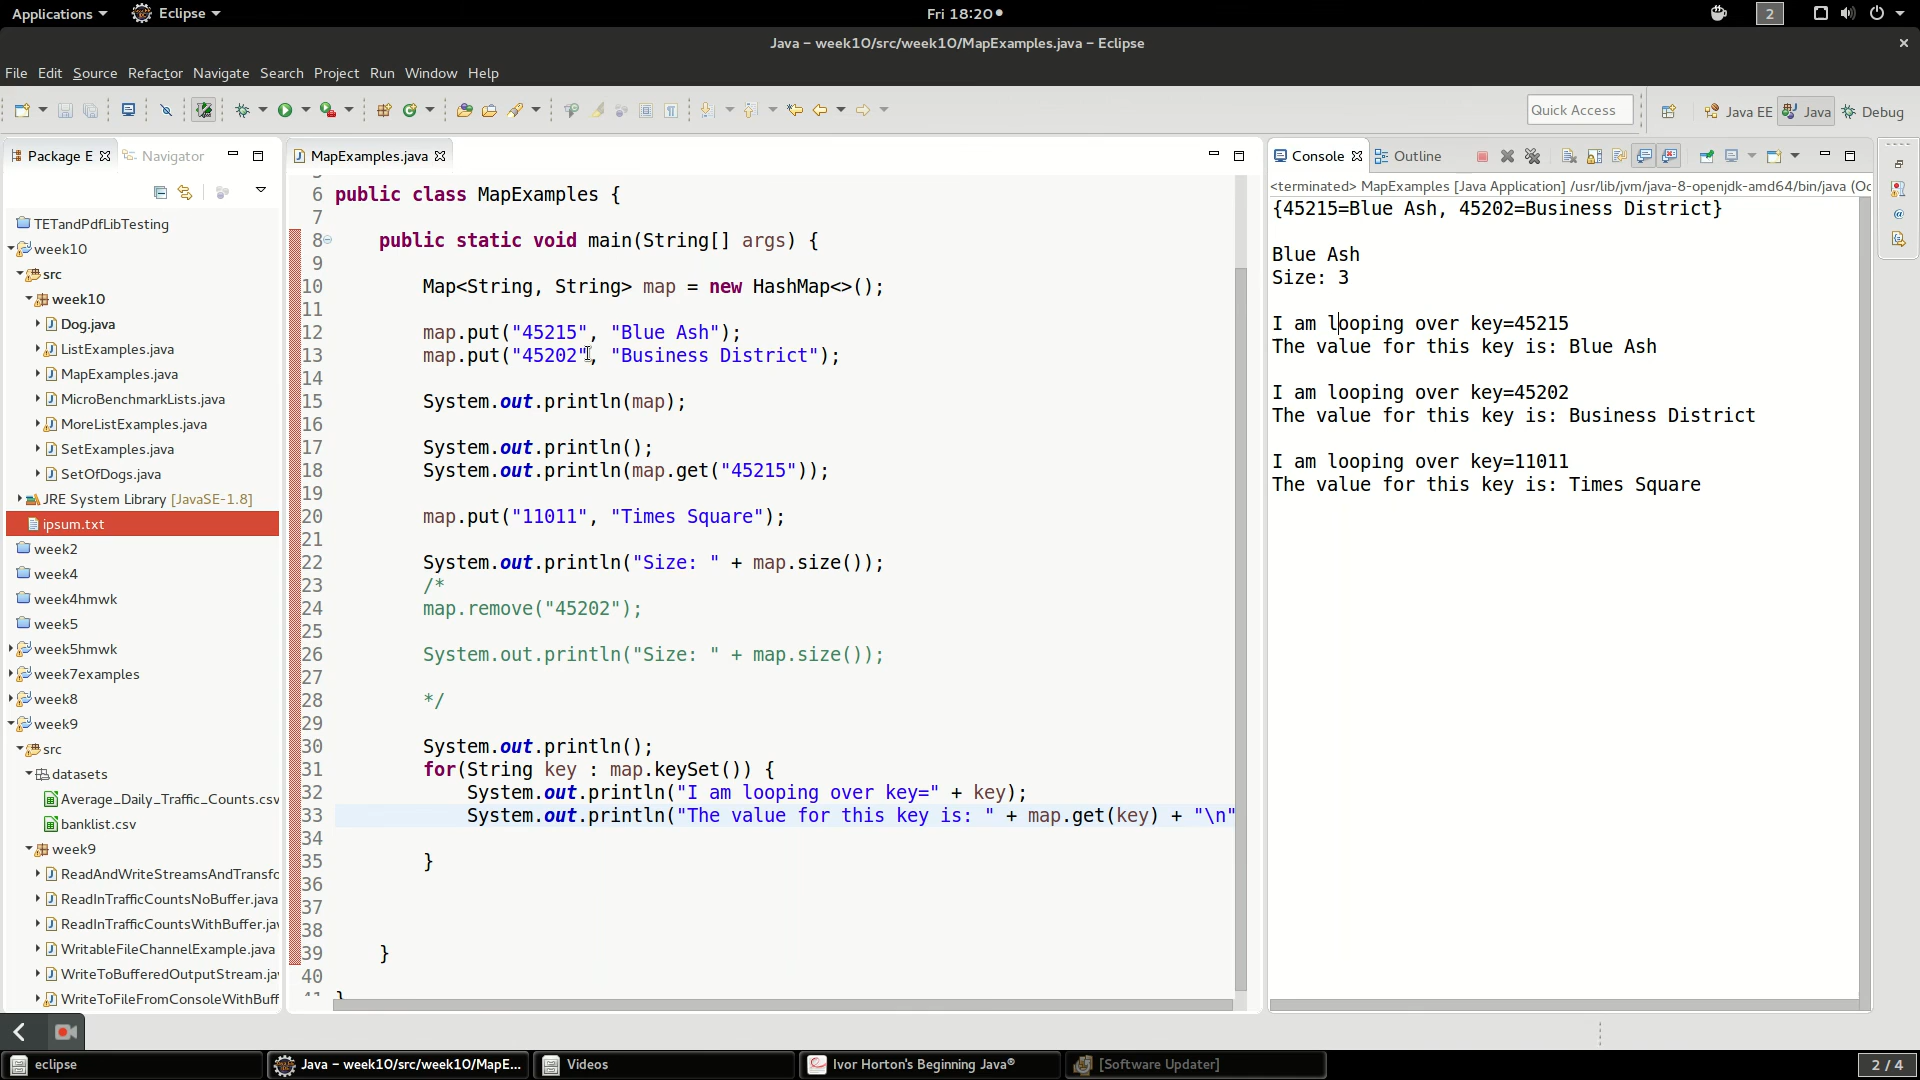 Applications Eclipse Fri 18:20 2
Java – week10/src/week10/MapExamples.java – Eclipse
File Edit Source Refactor Navigate Search Project Run Window Help
Quick Access Java EE Java Debug
Package E Navigator
TETandPdfLibTesting
week10
src
week10
Dog.java
ListExamples.java
MapExamples.java
MicroBenchmarkLists.java
MoreListExamples.java
SetExamples.java
SetOfDogs.java
JRE System Library [JavaSE-1.8]
ipsum.txt
week2
week4
week4hmwk
week5
week5hmwk
week7examples
week8
week9
src
datasets
Average_Daily_Traffic_Counts.csv
banklist.csv
week9
ReadAndWriteStreamsAndTransfo
ReadInTrafficCountsNoBuffer.java
ReadInTrafficCountsWithBuffer.jav
WritableFileChannelExample.java
WriteToBufferedOutputStream.jav
WriteToFileFromConsoleWithBuff
MapExamples.java
6 public class MapExamples {
7
8 public static void main(String[] args) {
9
10 Map<String, String> map = new HashMap<>();
11
12 map.put("45215", "Blue Ash");
13 map.put("45202", "Business District");
14
15 System.out.println(map);
16
17 System.out.println();
18 System.out.println(map.get("45215"));
19
20 map.put("11011", "Times Square");
21
22 System.out.println("Size: " + map.size());
23 /*
24 map.remove("45202");
25
26 System.out.println("Size: " + map.size());
27
28 */
29
30 System.out.println();
31 for(String key : map.keySet()) {
32 System.out.println("I am looping over key=" + key);
33 System.out.println("The value for this key is: " + map.get(key) + "\n"
34
35 }
36
37
38
39 }
40
41 }
Console Outline
<terminated> MapExamples [Java Application] /usr/lib/jvm/java-8-openjdk-amd64/bin/java (Oc
{45215=Blue Ash, 45202=Business District}
Blue Ash
Size: 3
I am looping over key=45215
The value for this key is: Blue Ash
I am looping over key=45202
The value for this key is: Business District
I am looping over key=11011
The value for this key is: Times Square
eclipse Java – week10/src/week10/MapE... Videos Ivor Horton's Beginning Java® [Software Updater] 2 / 4